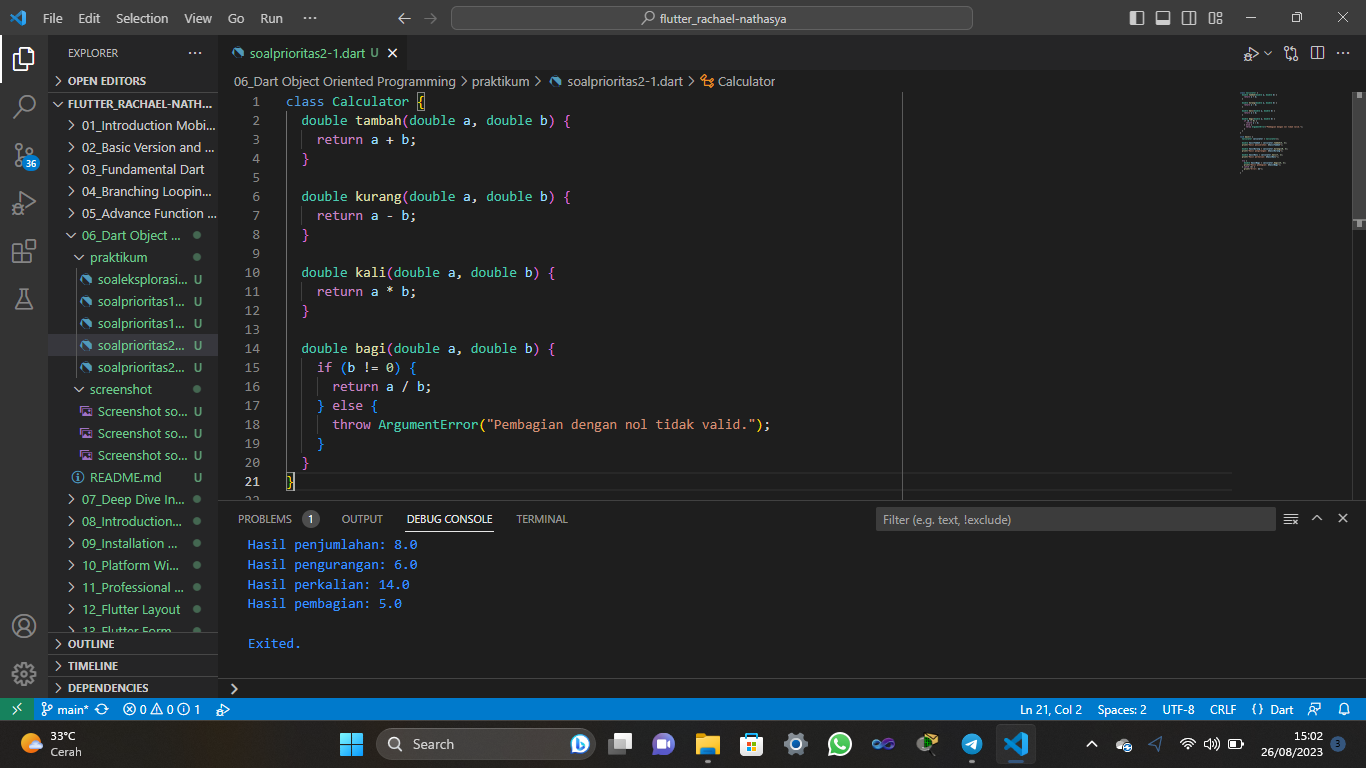 File Edit Selection View Go Run ···
flutter_rachael-nathasya
EXPLORER ···
OPEN EDITORS
FLUTTER_RACHAEL-NATH...
01_Introduction Mobi...
02_Basic Version and ...
03_Fundamental Dart
04_Branching Loopin...
05_Advance Function ...
06_Dart Object ...
praktikum
soaleksplorasi... U
soalprioritas1... U
soalprioritas1... U
soalprioritas2... U
soalprioritas2... U
screenshot
Screenshot so... U
Screenshot so... U
Screenshot so... U
README.md U
07_Deep Dive In...
08_Introduction...
09_Installation ...
10_Platform Wi...
11_Professional ...
12_Flutter Layout
13_Flutter Form
OUTLINE
TIMELINE
DEPENDENCIES
36
soalprioritas2-1.dart U
06_Dart Object Oriented Programming > praktikum > soalprioritas2-1.dart > Calculator
1 class Calculator {
2 double tambah(double a, double b) {
3 return a + b;
4 }
5
6 double kurang(double a, double b) {
7 return a - b;
8 }
9
10 double kali(double a, double b) {
11 return a * b;
12 }
13
14 double bagi(double a, double b) {
15 if (b != 0) {
16 return a / b;
17 } else {
18 throw ArgumentError("Pembagian dengan nol tidak valid.");
19 }
20 }
21 }
22
PROBLEMS 1 OUTPUT DEBUG CONSOLE TERMINAL
Filter (e.g. text, !exclude)
Hasil penjumlahan: 8.0
Hasil pengurangan: 6.0
Hasil perkalian: 14.0
Hasil pembagian: 5.0
Exited.
main* 0 0 1
Ln 21, Col 2 Spaces: 2 UTF-8 CRLF {} Dart
33°C
Cerah
Search
15:02
26/08/2023
3